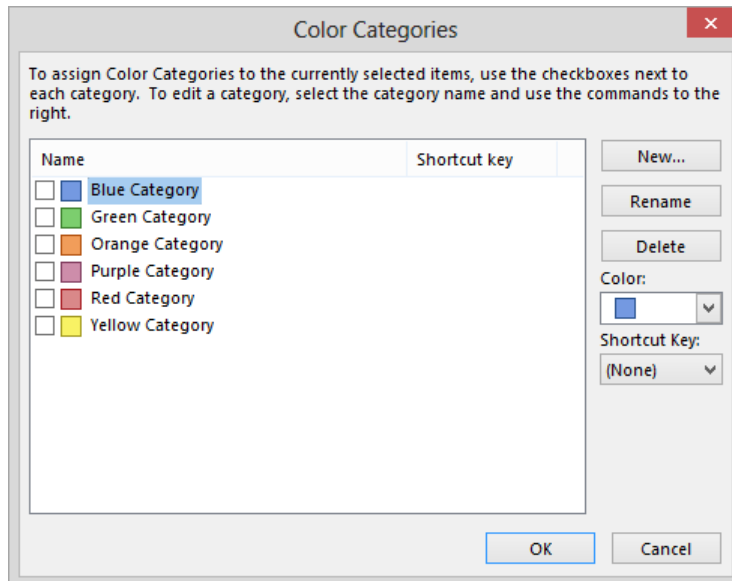 Color Categories
To assign Color Categories to the currently selected items, use the checkboxes next to
each category.  To edit a category, select the category name and use the commands to the
right.
Name Shortcut key
Blue Category
Green Category
Orange Category
Purple Category
Red Category
Yellow Category
New...
Rename
Delete
Color:
Shortcut Key:
(None)
OK Cancel